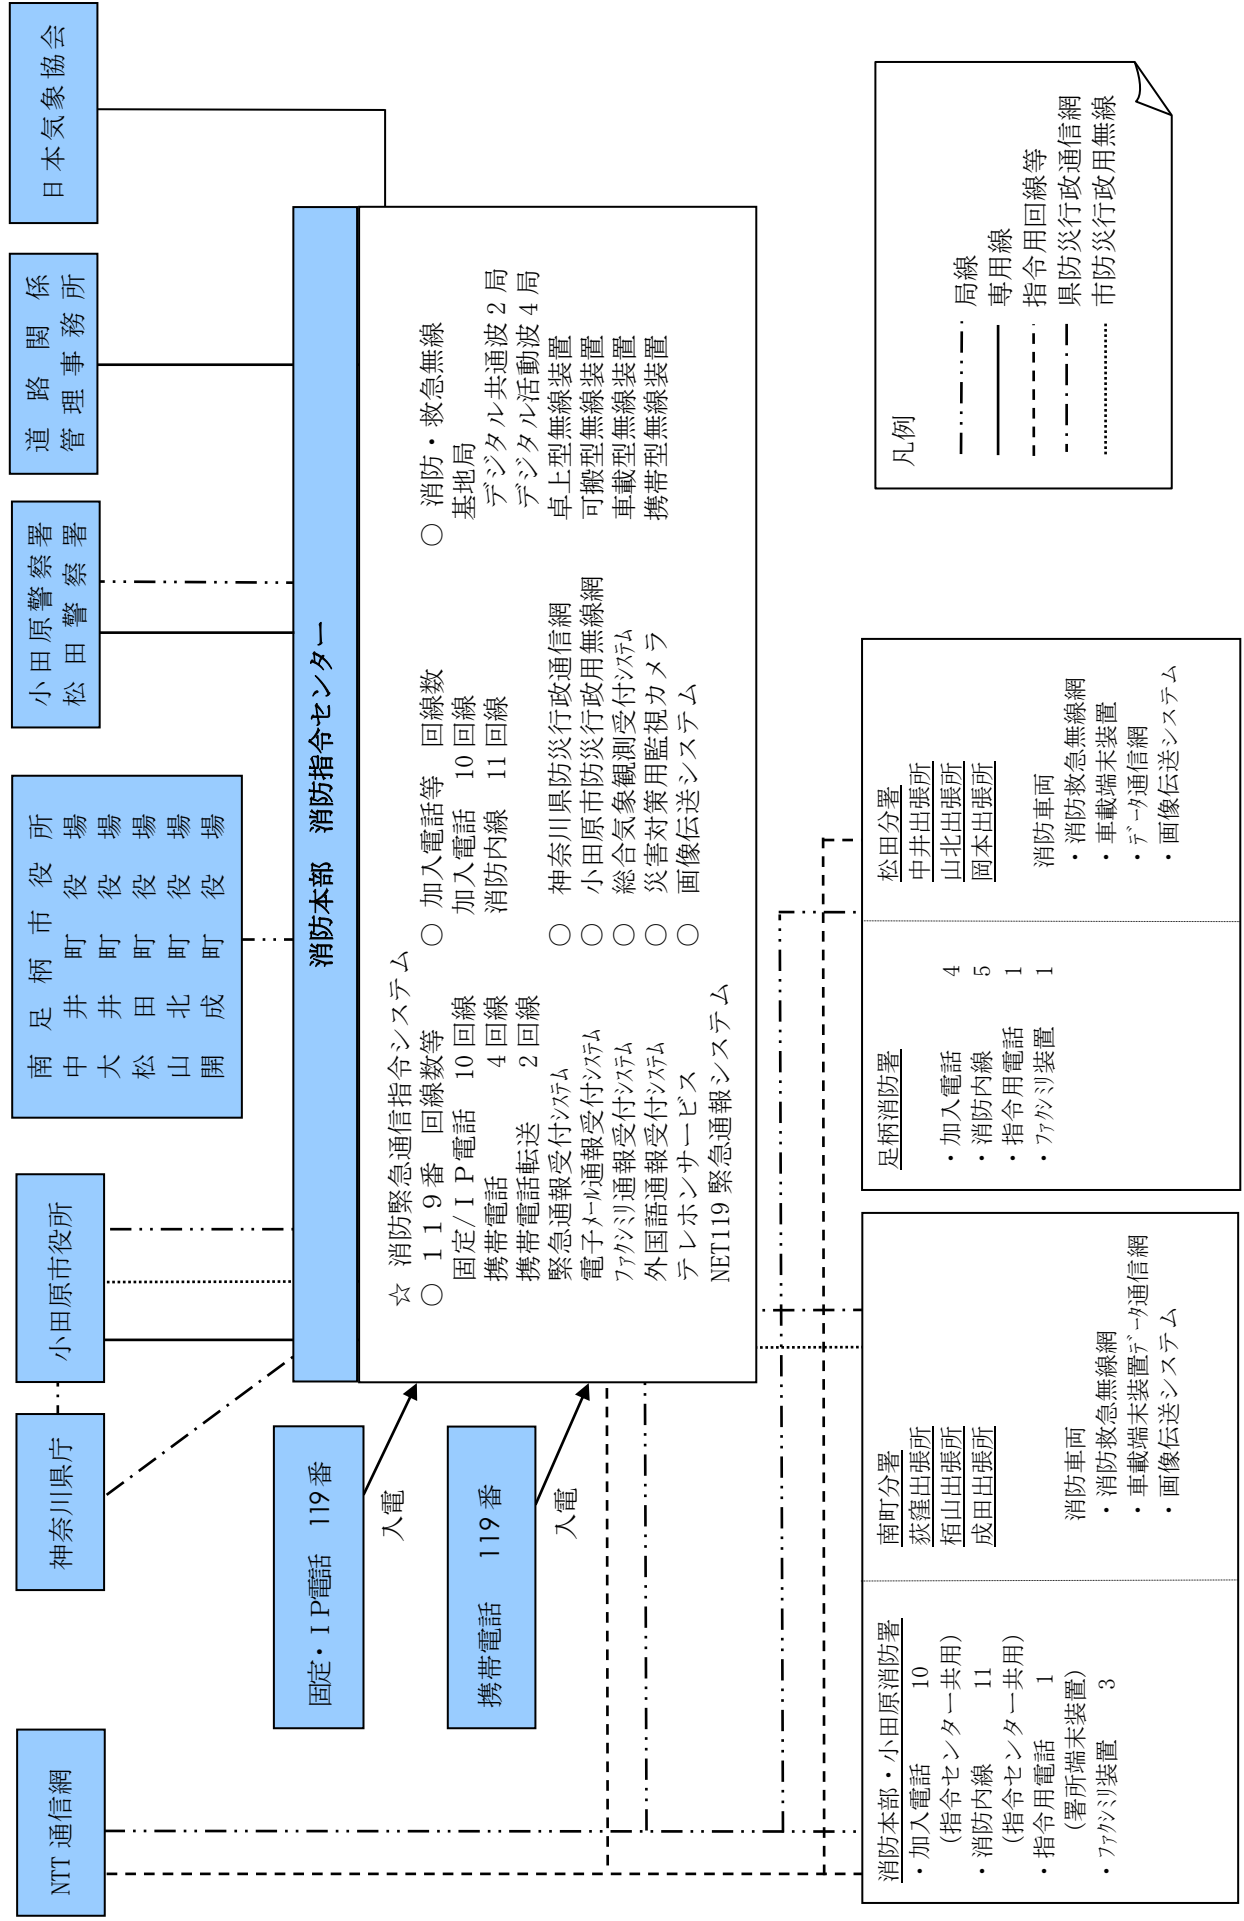 NTT 通信網
神奈川県庁
小田原市役所
南足柄市役所
中井町役場
大井町役場
松田町役場
山北町役場
開成町役場
小田原警察署
松田警察署
道路関係
管理事務所
日本気象協会
固定・ＩＰ電話　119番
入電
携帯電話　119番
入電
消防本部　消防指令センター
☆ 消防緊急通信指令システム
○ １１９番　回線数等
固定/ＩＰ電話　10 回線
携帯電話　4 回線
携帯電話転送　2 回線
緊急通報受付ｼｽﾃﾑ
電子ﾒｰﾙ通報受付ｼｽﾃﾑ
ﾌｧｸｼﾐﾘ通報受付ｼｽﾃﾑ
外国語通報受付ｼｽﾃﾑ
テレホンサービス
NET119 緊急通報システム
○ 加入電話等　回線数
加入電話　10 回線
消防内線　11 回線
○ 神奈川県防災行政通信網
○ 小田原市防災行政用無線網
○ 総合気象観測受付ｼｽﾃﾑ
○ 災害対策用監視カメラ
○ 画像伝送システム
○ 消防・救急無線
基地局
デジタル共通波 2 局
デジタル活動波 4 局
卓上型無線装置
可搬型無線装置
車載型無線装置
携帯型無線装置
消防本部・小田原消防署
・加入電話　10
(指令センター共用)
・消防内線　11
(指令センター共用)
・指令用電話　1
(署所端末装置)
・ﾌｧｸｼﾐﾘ装置　3
南町分署
荻窪出張所
栢山出張所
成田出張所
消防車両
・消防救急無線網
・車載端末装置ﾃﾞｰﾀ通信網
・画像伝送システム
足柄消防署
・加入電話　4
・消防内線　5
・指令用電話　1
・ﾌｧｸｼﾐﾘ装置　1
松田分署
中井出張所
山北出張所
岡本出張所
消防車両
・消防救急無線網
・車載端末装置
・ﾃﾞｰﾀ通信網
・画像伝送システム
凡例
局線
専用線
指令用回線等
県防災行政通信網
市防災行政用無線